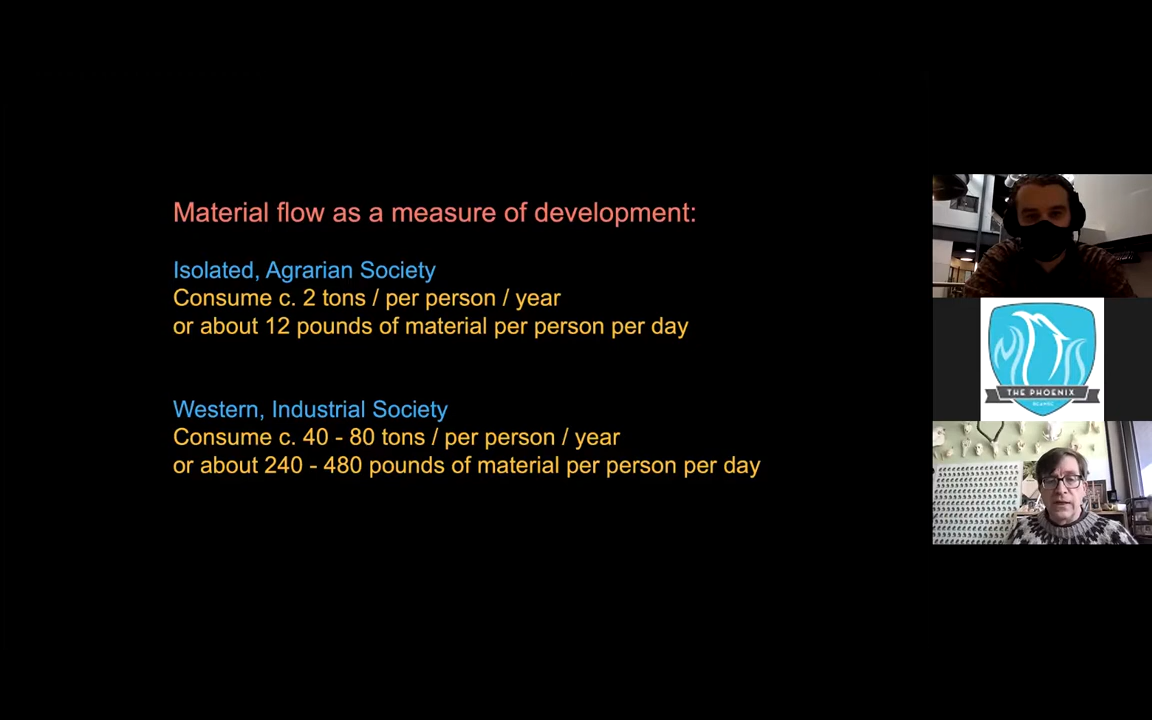 Material flow as a measure of development:
Isolated, Agrarian Society
Consume c. 2 tons / per person / year
or about 12 pounds of material per person per day
Western, Industrial Society
Consume c. 40 - 80 tons / per person / year
or about 240 - 480 pounds of material per person per day
THE PHOENIX